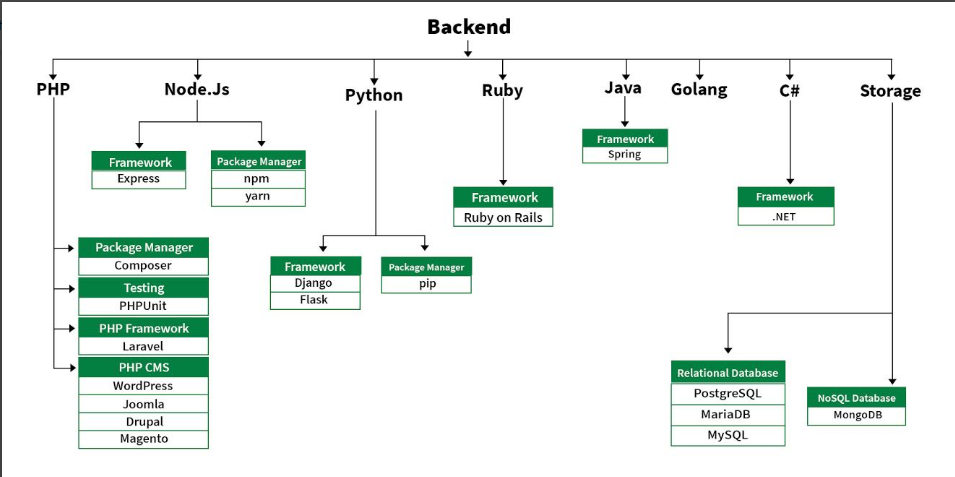 Backend
PHP
Node.Js
Python
Ruby
Java
Golang
C#
Storage
Framework
Express
Package Manager
npm
yarn
Framework
Spring
Framework
Ruby on Rails
Framework
.NET
Package Manager
Composer
Testing
PHPUnit
PHP Framework
Laravel
PHP CMS
WordPress
Joomla
Drupal
Magento
Framework
Django
Flask
Package Manager
pip
Relational Database
PostgreSQL
MariaDB
MySQL
NoSQL Database
MongoDB